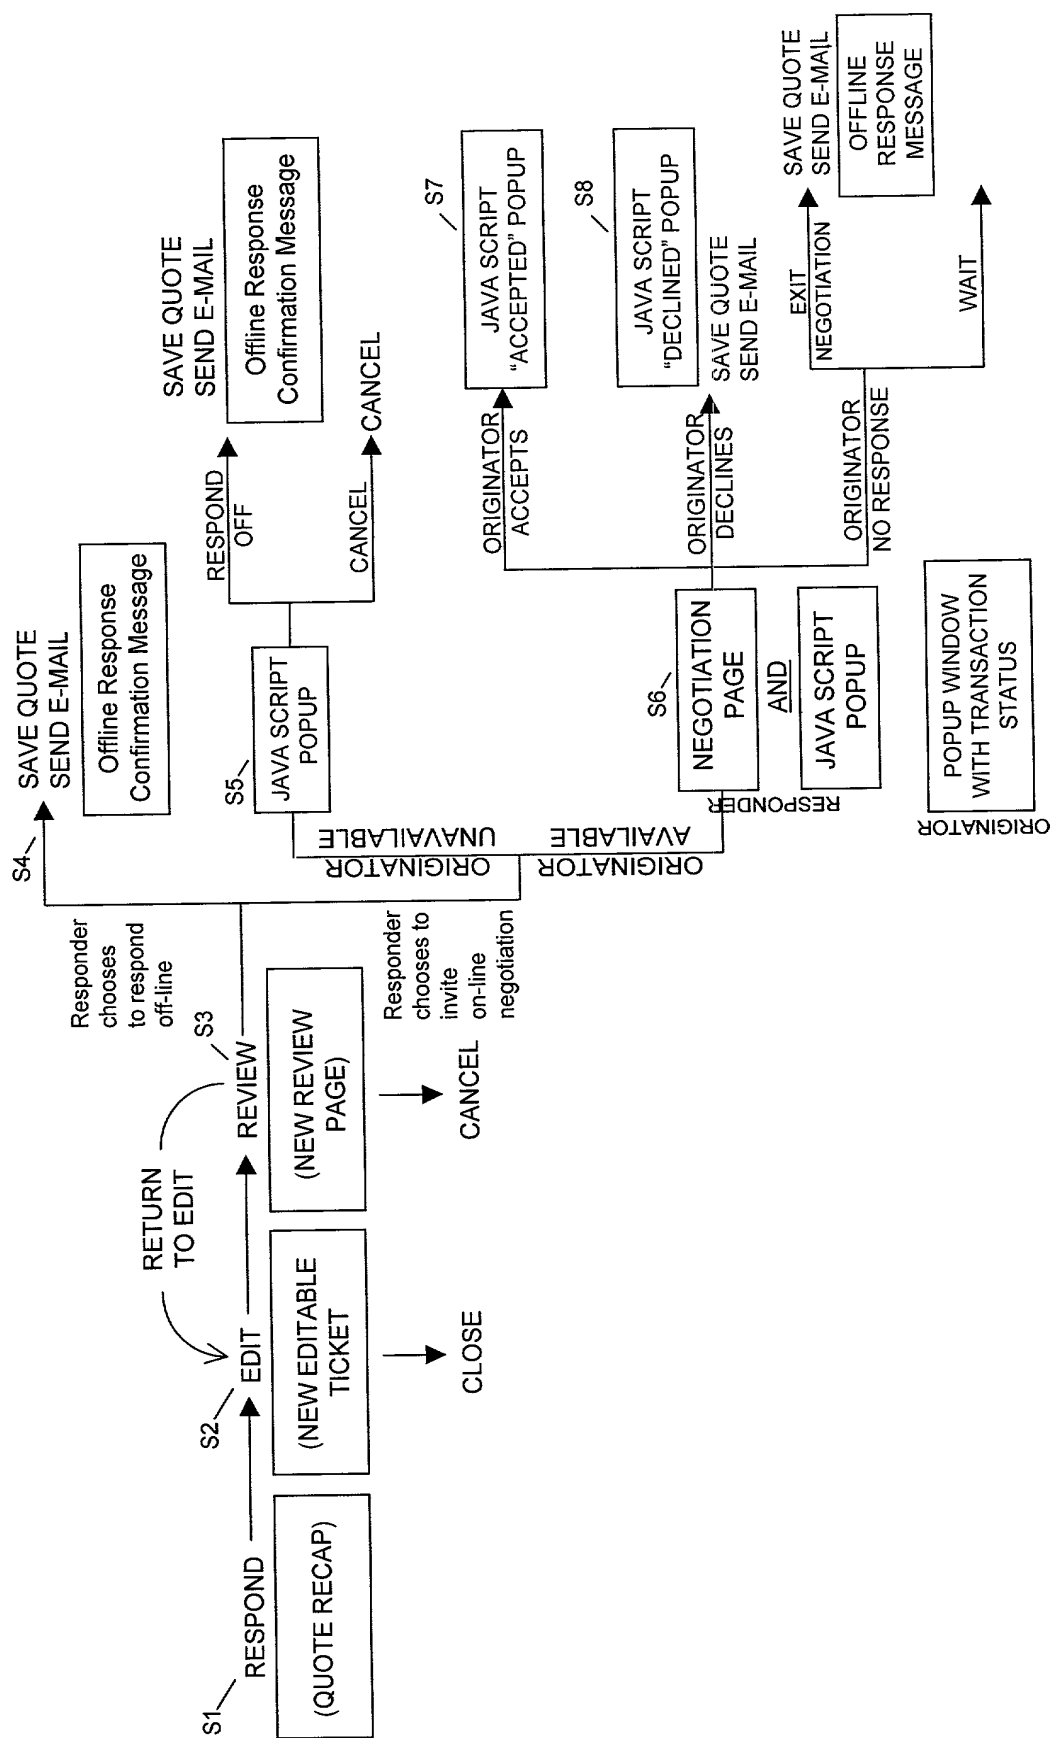 S1
RESPOND
(QUOTE RECAP)
S2
EDIT
(NEW EDITABLE
TICKET
CLOSE
RETURN
TO EDIT
S3
REVIEW
(NEW REVIEW
PAGE)
CANCEL
Responder
chooses
to respond
off-line
Responder
chooses to
invite
on-line
negotiation
S4
SAVE QUOTE
SEND E-MAIL
Offline Response
Confirmation Message
ORIGINATOR
UNAVAILABLE
ORIGINATOR
AVAILABLE
S5
JAVA SCRIPT
POPUP
RESPOND
OFF
SAVE QUOTE
SEND E-MAIL
Offline Response
Confirmation Message
CANCEL
CANCEL
S6
RESPONDER
NEGOTIATION
PAGE
AND
JAVA SCRIPT
POPUP
ORIGINATOR
POPUP WINDOW
WITH TRANSACTION
STATUS
ORIGINATOR
ACCEPTS
S7
JAVA SCRIPT
"ACCEPTED" POPUP
ORIGINATOR
DECLINES
S8
JAVA SCRIPT
"DECLINED" POPUP
SAVE QUOTE
SEND E-MAIL
ORIGINATOR
NO RESPONSE
EXIT
NEGOTIATION
SAVE QUOTE
SEND E-MAIL
OFFLINE
RESPONSE
MESSAGE
WAIT